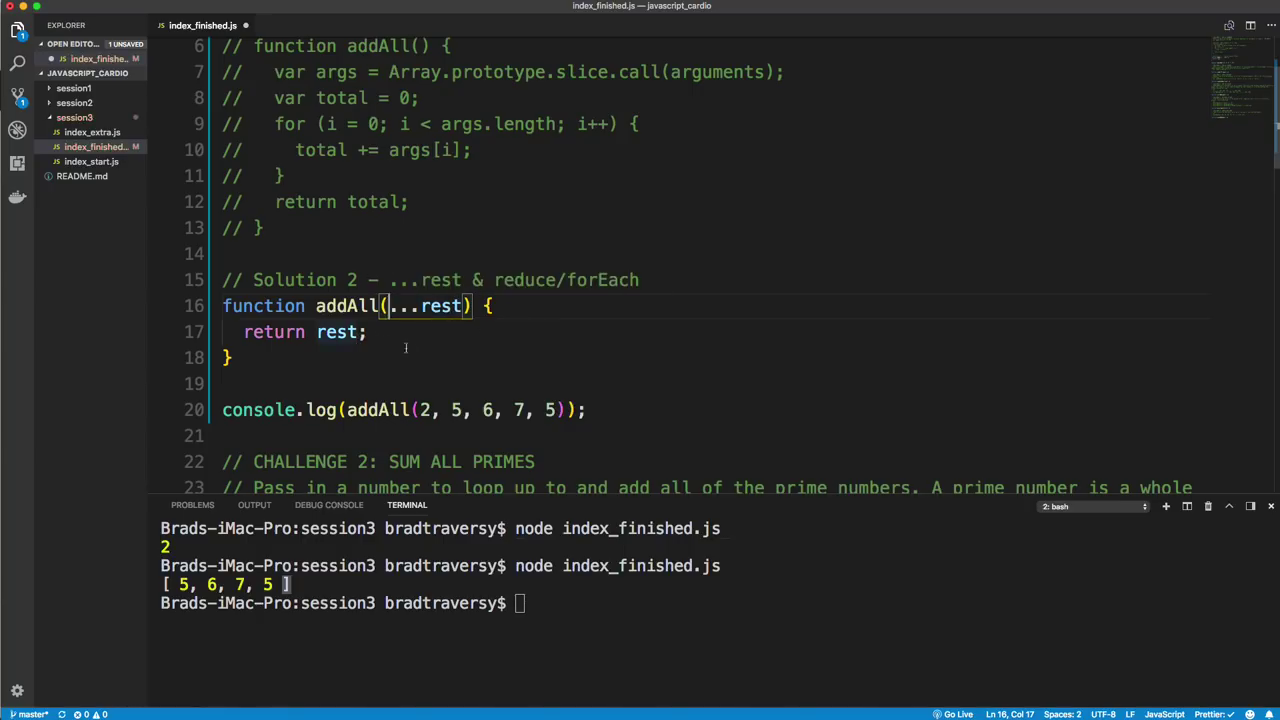 index_finished.js — javascript_cardio
EXPLORER
index_finished.js
OPEN EDITO... 1 UNSAVED
index_finishe... M
JAVASCRIPT_CARDIO
session1
session2
session3
index_extra.js
index_finished... M
index_start.js
README.md
6 // function addAll() {
7 //   var args = Array.prototype.slice.call(arguments);
8 //   var total = 0;
9 //   for (i = 0; i < args.length; i++) {
10 //     total += args[i];
11 //   }
12 //   return total;
13 // }
14
15 // Solution 2 - ...rest & reduce/forEach
16 function addAll(...rest) {
17   return rest;
18 }
19
20 console.log(addAll(2, 5, 6, 7, 5));
21
22 // CHALLENGE 2: SUM ALL PRIMES
23 // Pass in a number to loop up to and add all of the prime numbers. A prime number is a whole
PROBLEMS OUTPUT DEBUG CONSOLE TERMINAL
2: bash
Brads-iMac-Pro:session3 bradtraversy$ node index_finished.js
2
Brads-iMac-Pro:session3 bradtraversy$ node index_finished.js
[ 5, 6, 7, 5 ]
Brads-iMac-Pro:session3 bradtraversy$
master* 0 0 Go Live Ln 16, Col 17 Spaces: 2 UTF-8 LF JavaScript Prettier: ✓